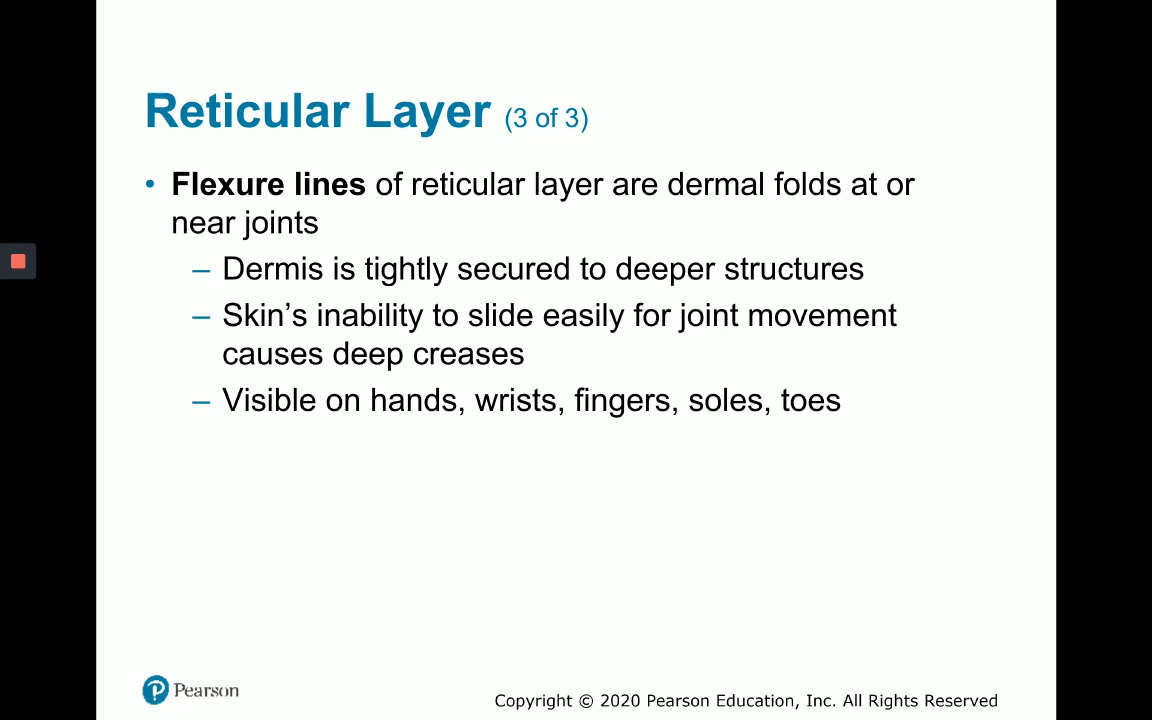 Reticular Layer (3 of 3)
• Flexure lines of reticular layer are dermal folds at or
near joints
– Dermis is tightly secured to deeper structures
– Skin’s inability to slide easily for joint movement
causes deep creases
– Visible on hands, wrists, fingers, soles, toes
Pearson
Copyright © 2020 Pearson Education, Inc. All Rights Reserved